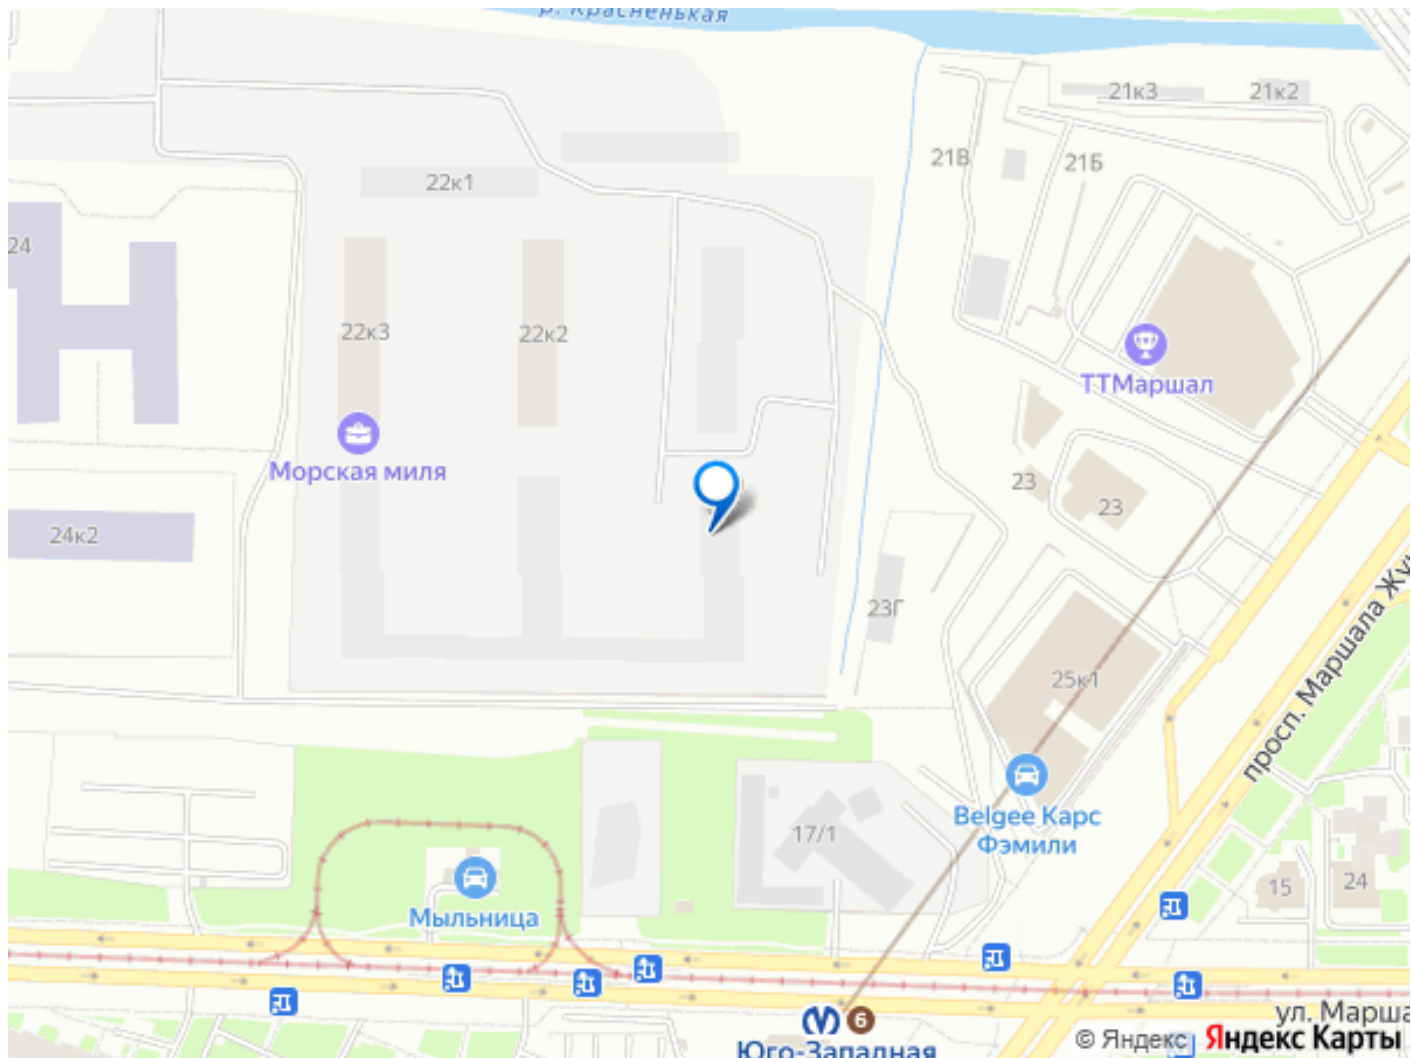 р. Красненькая
21к3
21к2
21В
21Б
22к1
24
22к3
22к2
ТТМаршал
Морская миля
23
23
24к2
23Г
25к1
просп. Маршала Жу
Belgee Карс
Фэмили
17/1
15
24
Мыльница
6
Юго-Западная
ул. Марша
© Яндекс
Яндекс Карты